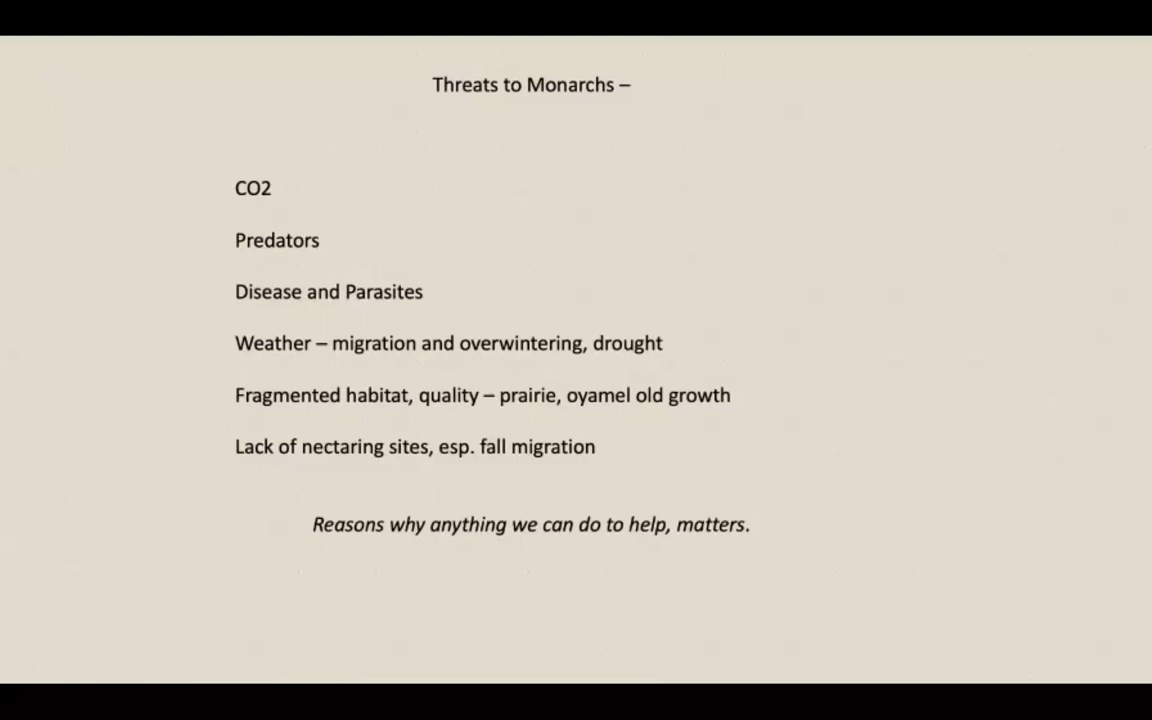 Threats to Monarchs –
CO2
Predators
Disease and Parasites
Weather – migration and overwintering, drought
Fragmented habitat, quality – prairie, oyamel old growth
Lack of nectaring sites, esp. fall migration
Reasons why anything we can do to help, matters.